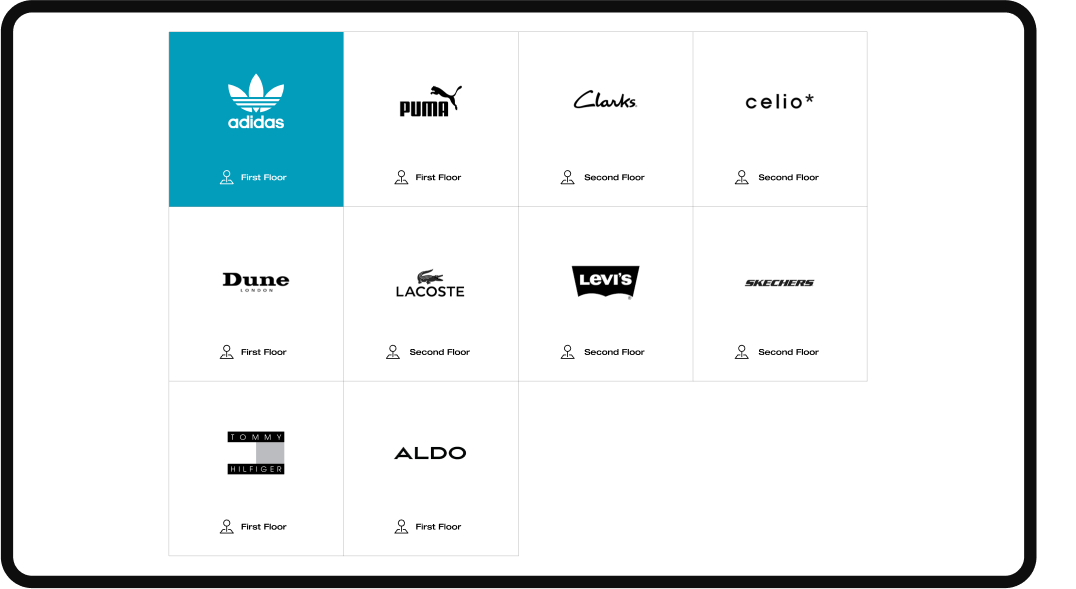 adidas
First Floor
PUMA
First Floor
Clarks
Second Floor
celio*
Second Floor
Dune
LONDON
First Floor
LACOSTE
Second Floor
LEVI'S
Second Floor
SKECHERS
Second Floor
TOMMY
HILFIGER
First Floor
ALDO
First Floor